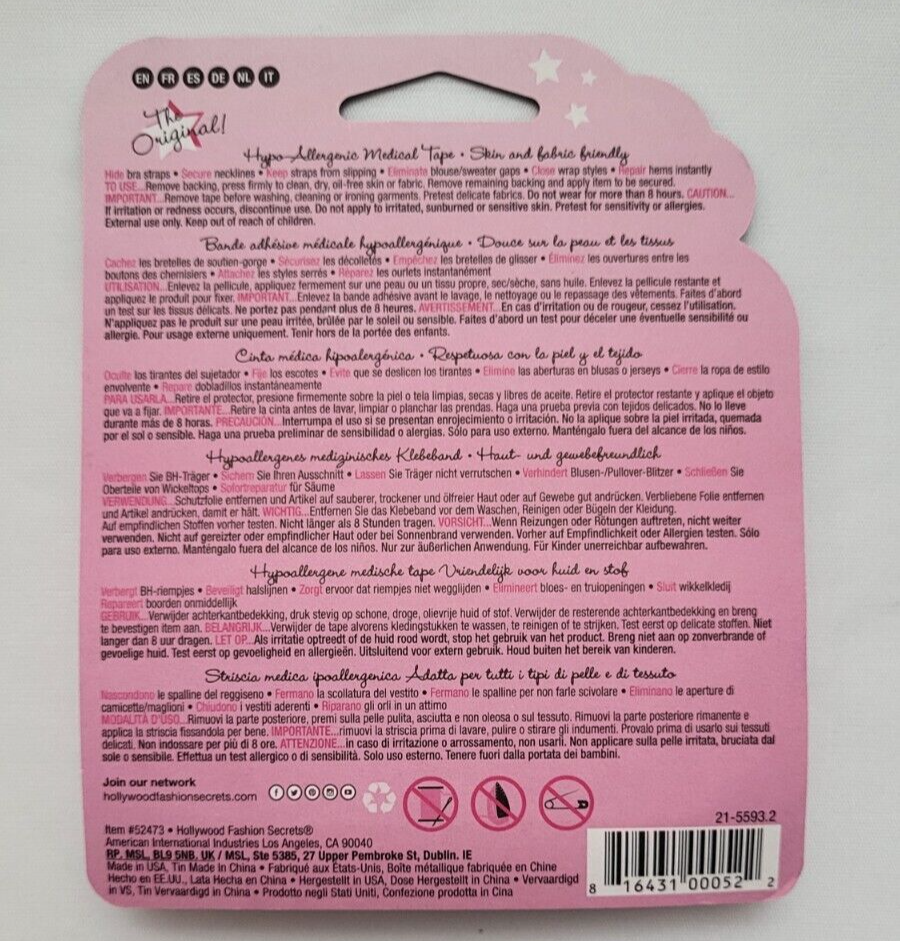 EN FR ES DE NL IT
The Original!
Hypo-Allergenic Medical Tape • Skin and fabric friendly
Hide bra straps • Secure necklines • Keep straps from slipping • Eliminate blouse/sweater gaps • Close wrap styles • Repair hems instantly
TO USE...Remove backing, press firmly to clean, dry, oil-free skin or fabric. Remove remaining backing and apply item to be secured.
IMPORTANT...Remove tape before washing, cleaning or ironing garments. Pretest delicate fabrics. Do not wear for more than 8 hours. CAUTION...
If irritation or redness occurs, discontinue use. Do not apply to irritated, sunburned or sensitive skin. Pretest for sensitivity or allergies.
External use only. Keep out of reach of children.
Bande adhésive médicale hypoallergénique • Douce sur la peau et les tissus
Cachez les bretelles de soutien-gorge • Sécurisez les décolletés • Empêchez les bretelles de glisser • Éliminez les ouvertures entre les
boutons des chemisiers • Attachez les styles serrés • Réparez les ourlets instantanément
UTILISATION...Enlevez la pellicule, appliquez fermement sur une peau ou un tissu propre, sec/sèche, sans huile. Enlevez la pellicule restante et
appliquez le produit pour fixer. IMPORTANT...Enlevez la bande adhésive avant le lavage, le nettoyage ou le repassage des vêtements. Faites d'abord
un test sur les tissus délicats. Ne portez pas pendant plus de 8 heures. AVERTISSEMENT...En cas d'irritation ou de rougeur, cessez l'utilisation.
N'appliquez pas le produit sur une peau irritée, brûlée par le soleil ou sensible. Faites d'abord un test pour déceler une éventuelle sensibilité ou
allergie. Pour usage externe uniquement. Tenir hors de la portée des enfants.
Cinta médica hipoalergénica • Respetuosa con la piel y el tejido
Oculte los tirantes del sujetador • Fije los escotes • Evite que se deslicen los tirantes • Elimine las aberturas en blusas o jerseys • Cierre la ropa de estilo
envolvente • Repare dobladillos instantáneamente
PARA USARLA...Retire el protector, presione firmemente sobre la piel o tela limpias, secas y libres de aceite. Retire el protector restante y aplique el objeto
que va a fijar. IMPORTANTE...Retire la cinta antes de lavar, limpiar o planchar las prendas. Haga una prueba previa con tejidos delicados. No lo lleve
durante más de 8 horas. PRECAUCIÓN...Interrumpa el uso si se presentan enrojecimiento o irritación. No la aplique sobre la piel irritada, quemada
por el sol o sensible. Haga una prueba preliminar de sensibilidad o alergias. Sólo para uso externo. Manténgalo fuera del alcance de los niños.
Hypoallergenes medizinisches Klebeband • Haut- und gewebefreundlich
Verbergen Sie BH-Träger • Sichern Sie Ihren Ausschnitt • Lassen Sie Träger nicht verrutschen • Verhindert Blusen-/Pullover-Blitzer • Schließen Sie
Oberteile von Wickeltops • Sofortreparatur für Säume
VERWENDUNG...Schutzfolie entfernen und Artikel auf sauberer, trockener und ölfreier Haut oder auf Gewebe gut andrücken. Verbliebene Folie entfernen
und Artikel andrücken, damit er hält. WICHTIG...Entfernen Sie das Klebeband vor dem Waschen, Reinigen oder Bügeln der Kleidung.
Auf empfindlichen Stoffen vorher testen. Nicht länger als 8 Stunden tragen. VORSICHT...Wenn Reizungen oder Rötungen auftreten, nicht weiter
verwenden. Nicht auf gereizter oder empfindlicher Haut oder bei Sonnenbrand verwenden. Vorher auf Empfindlichkeit oder Allergien testen. Sólo
para uso externo. Manténgalo fuera del alcance de los niños. Nur zur äußerlichen Anwendung. Für Kinder unerreichbar aufbewahren.
Hypoallergene medische tape Vriendelijk voor huid en stof
Verbergt BH-riempjes • Beveiligt halslijnen • Zorgt ervoor dat riempjes niet wegglijden • Elimineert bloes- en truiopeningen • Sluit wikkelkledij
Repareert boorden onmiddellijk
GEBRUIK...Verwijder achterkantbedekking, druk stevig op schone, droge, olievrije huid of stof. Verwijder de resterende achterkantbedekking en breng
te bevestigen item aan. BELANGRIJK...Verwijder de tape alvorens kledingstukken te wassen, te reinigen of te strijken. Test eerst op delicate stoffen. Niet
langer dan 8 uur dragen. LET OP...Als irritatie optreedt of de huid rood wordt, stop het gebruik van het product. Breng niet aan op zonverbrande of
gevoelige huid. Test eerst op gevoeligheid en allergieën. Uitsluitend voor extern gebruik. Houd buiten het bereik van kinderen.
Striscia medica ipoallergenica Adatta per tutti i tipi di pelle e di tessuto
Nascondono le spalline del reggiseno • Fermano la scollatura del vestito • Fermano le spalline per non farle scivolare • Eliminano le aperture di
camicette/maglioni • Chiudono i vestiti aderenti • Riparano gli orli in un attimo
MODALITÀ D'USO...Rimuovi la parte posteriore, premi sulla pelle pulita, asciutta e non oleosa o sul tessuto. Rimuovi la parte posteriore rimanente e
applica la striscia fissandola per bene. IMPORTANTE...rimuovi la striscia prima di lavare, pulire o stirare gli indumenti. Provalo prima di usarlo sui tessuti
delicati. Non indossare per più di 8 ore. ATTENZIONE...in caso di irritazione o arrossamento, non usarli. Non applicare sulla pelle irritata, bruciata dal
sole o sensibile. Effettua un test allergico o di sensibilità. Solo uso esterno. Tenere fuori dalla portata dei bambini.
Join our network
hollywoodfashionsecrets.com
21-5593.2
Item #52473 • Hollywood Fashion Secrets®
American International Industries Los Angeles, CA 90040
RP. MSL, BL9 5NB, UK / MSL, Ste 5385, 27 Upper Pembroke St, Dublin. IE
Made in USA, Tin Made in China • Fabriqué aux États-Unis, Boîte métallique fabriquée en Chine
Hecho en EE.UU., Lata Hecha en China • Hergestellt in USA, Dose Hergestellt in China • Vervaardigd
in VS, Tin Vervaardigd in China • Prodotto negli Stati Uniti, Confezione prodotta in Cina
8 16431 00052 2